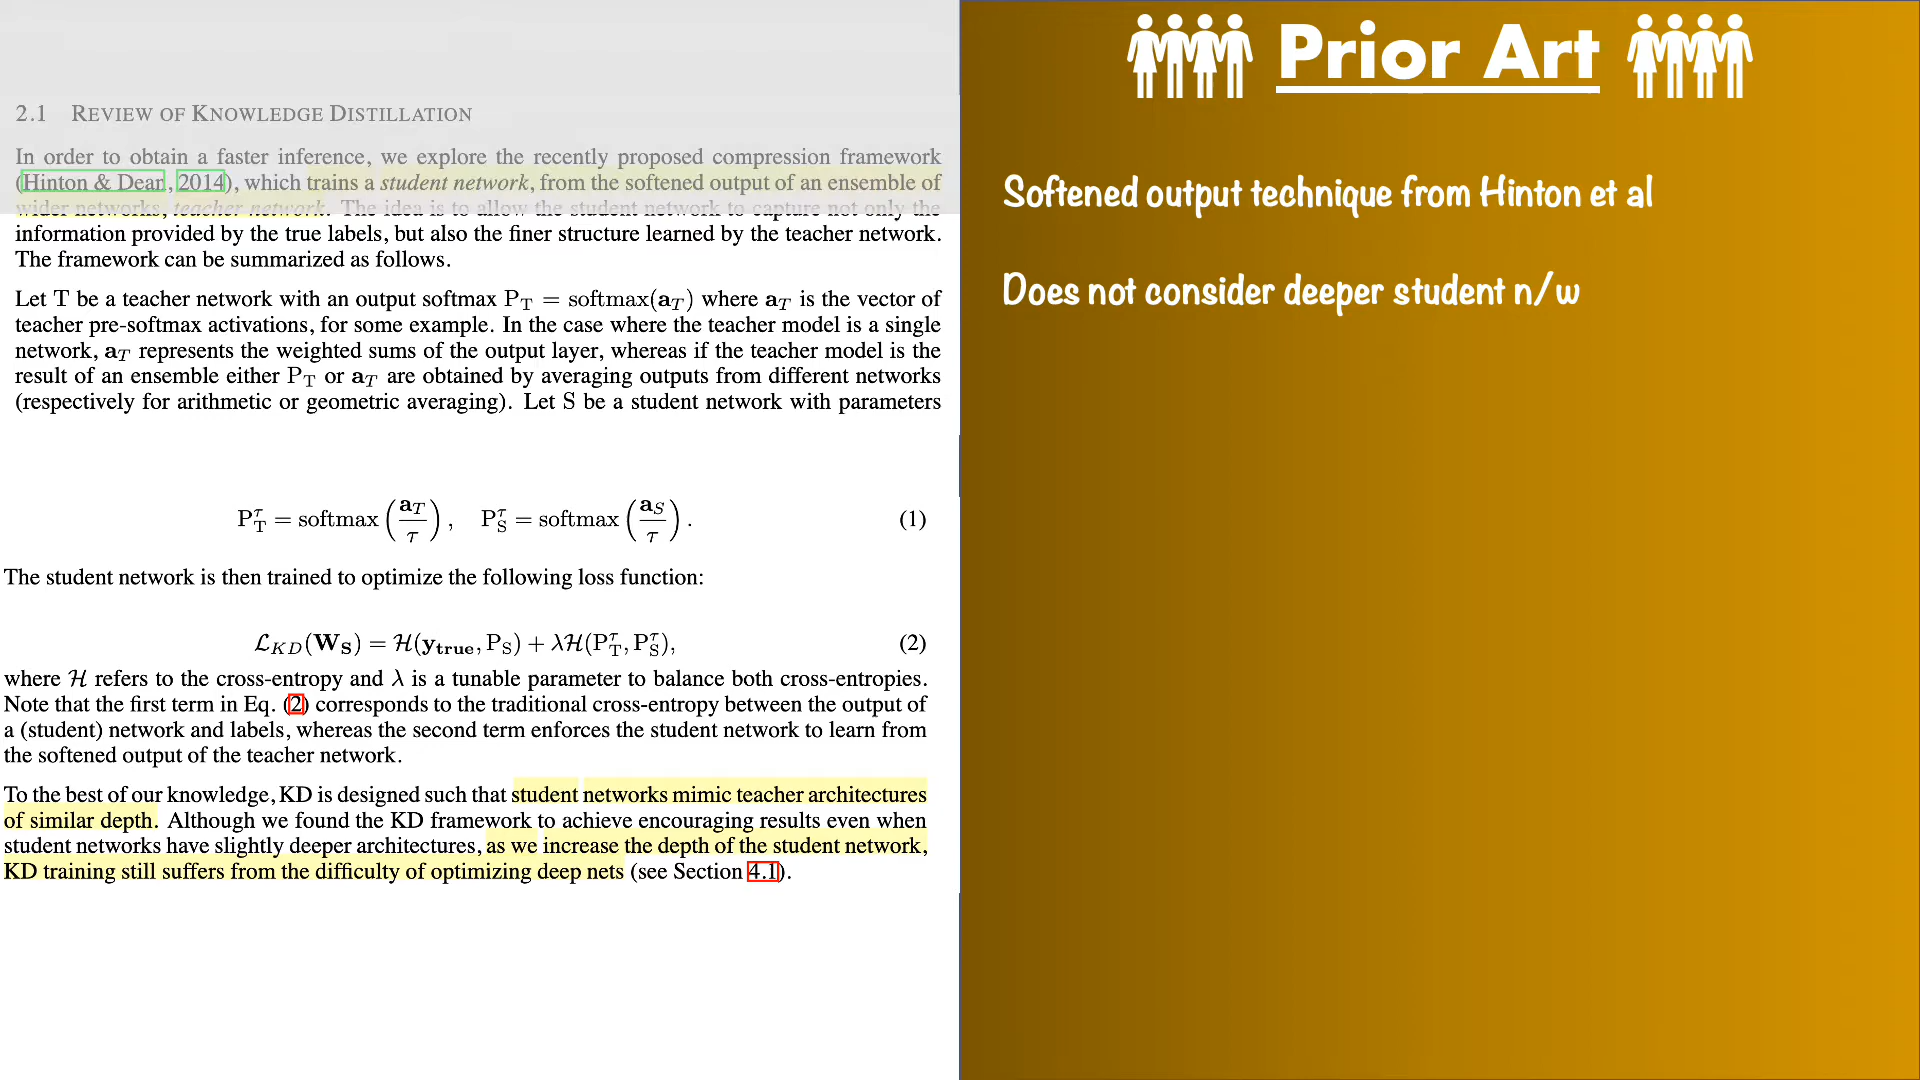 2.1 REVIEW OF KNOWLEDGE DISTILLATION
In order to obtain a faster inference, we explore the recently proposed compression framework
(Hinton & Dean, 2014), which trains a student network, from the softened output of an ensemble of
wider networks, teacher network. The idea is to allow the student network to capture not only the
information provided by the true labels, but also the finer structure learned by the teacher network.
The framework can be summarized as follows.
Let T be a teacher network with an output softmax P_T = softmax(a_T) where a_T is the vector of
teacher pre-softmax activations, for some example. In the case where the teacher model is a single
network, a_T represents the weighted sums of the output layer, whereas if the teacher model is the
result of an ensemble either P_T or a_T are obtained by averaging outputs from different networks
(respectively for arithmetic or geometric averaging). Let S be a student network with parameters
P_T^τ = softmax(a_T/τ), P_S^τ = softmax(a_S/τ). (1)
The student network is then trained to optimize the following loss function:
ℒ_KD(W_S) = ℋ(y_true, P_S) + λℋ(P_T^τ, P_S^τ), (2)
where ℋ refers to the cross-entropy and λ is a tunable parameter to balance both cross-entropies.
Note that the first term in Eq. (2) corresponds to the traditional cross-entropy between the output of
a (student) network and labels, whereas the second term enforces the student network to learn from
the softened output of the teacher network.
To the best of our knowledge, KD is designed such that student networks mimic teacher architectures
of similar depth. Although we found the KD framework to achieve encouraging results even when
student networks have slightly deeper architectures, as we increase the depth of the student network,
KD training still suffers from the difficulty of optimizing deep nets (see Section 4.1).
Prior Art
Softened output technique from Hinton et al
Does not consider deeper student n/w